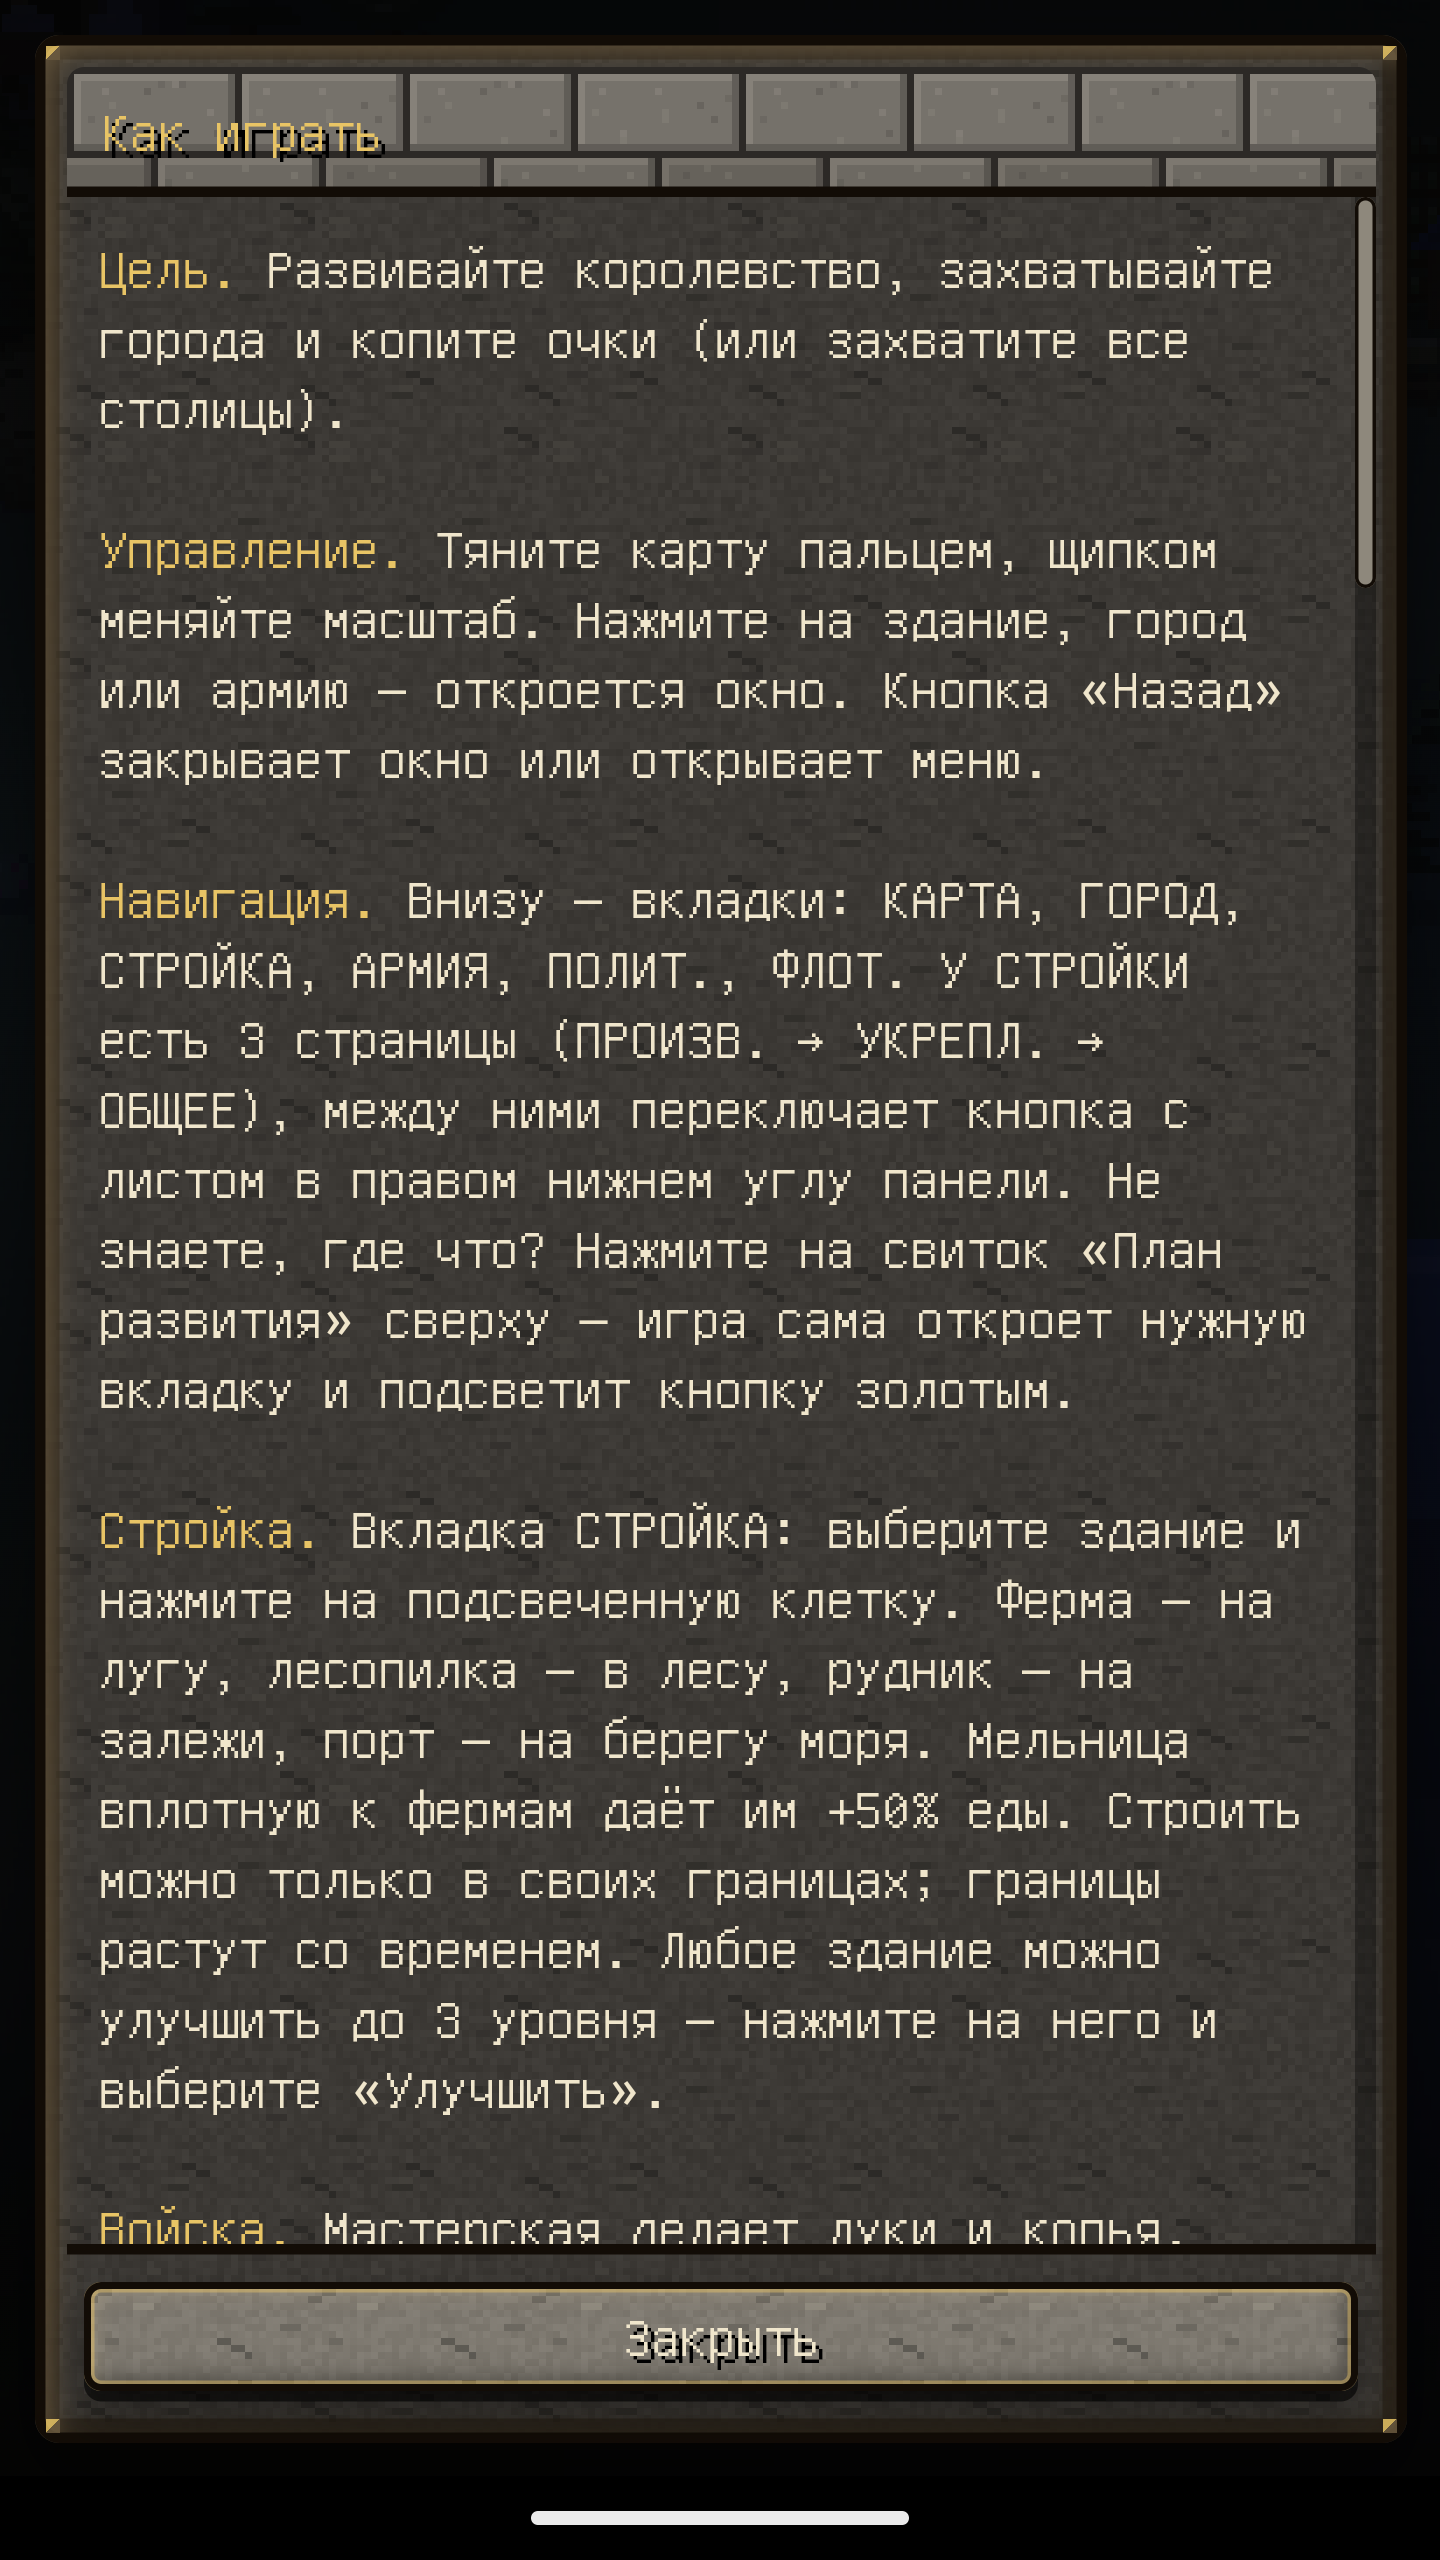 Как играть
Цель. Развивайте королевство, захватывайте
города и копите очки (или захватите все
столицы).
Управление. Тяните карту пальцем, щипком
меняйте масштаб. Нажмите на здание, город
или армию — откроется окно. Кнопка «Назад»
закрывает окно или открывает меню.
Навигация. Внизу — вкладки: КАРТА, ГОРОД,
СТРОЙКА, АРМИЯ, ПОЛИТ., ФЛОТ. У СТРОЙКИ
есть 3 страницы (ПРОИЗВ. → УКРЕПЛ. →
ОБЩЕЕ), между ними переключает кнопка с
листом в правом нижнем углу панели. Не
знаете, где что? Нажмите на свиток «План
развития» сверху — игра сама откроет нужную
вкладку и подсветит кнопку золотым.
Стройка. Вкладка СТРОЙКА: выберите здание и
нажмите на подсвеченную клетку. Ферма — на
лугу, лесопилка — в лесу, рудник — на
залежи, порт — на берегу моря. Мельница
вплотную к фермам даёт им +50% еды. Строить
можно только в своих границах; границы
растут со временем. Любое здание можно
улучшить до 3 уровня — нажмите на него и
выберите «Улучшить».
Войска. Мастерская делает луки и копья.
Закрыть